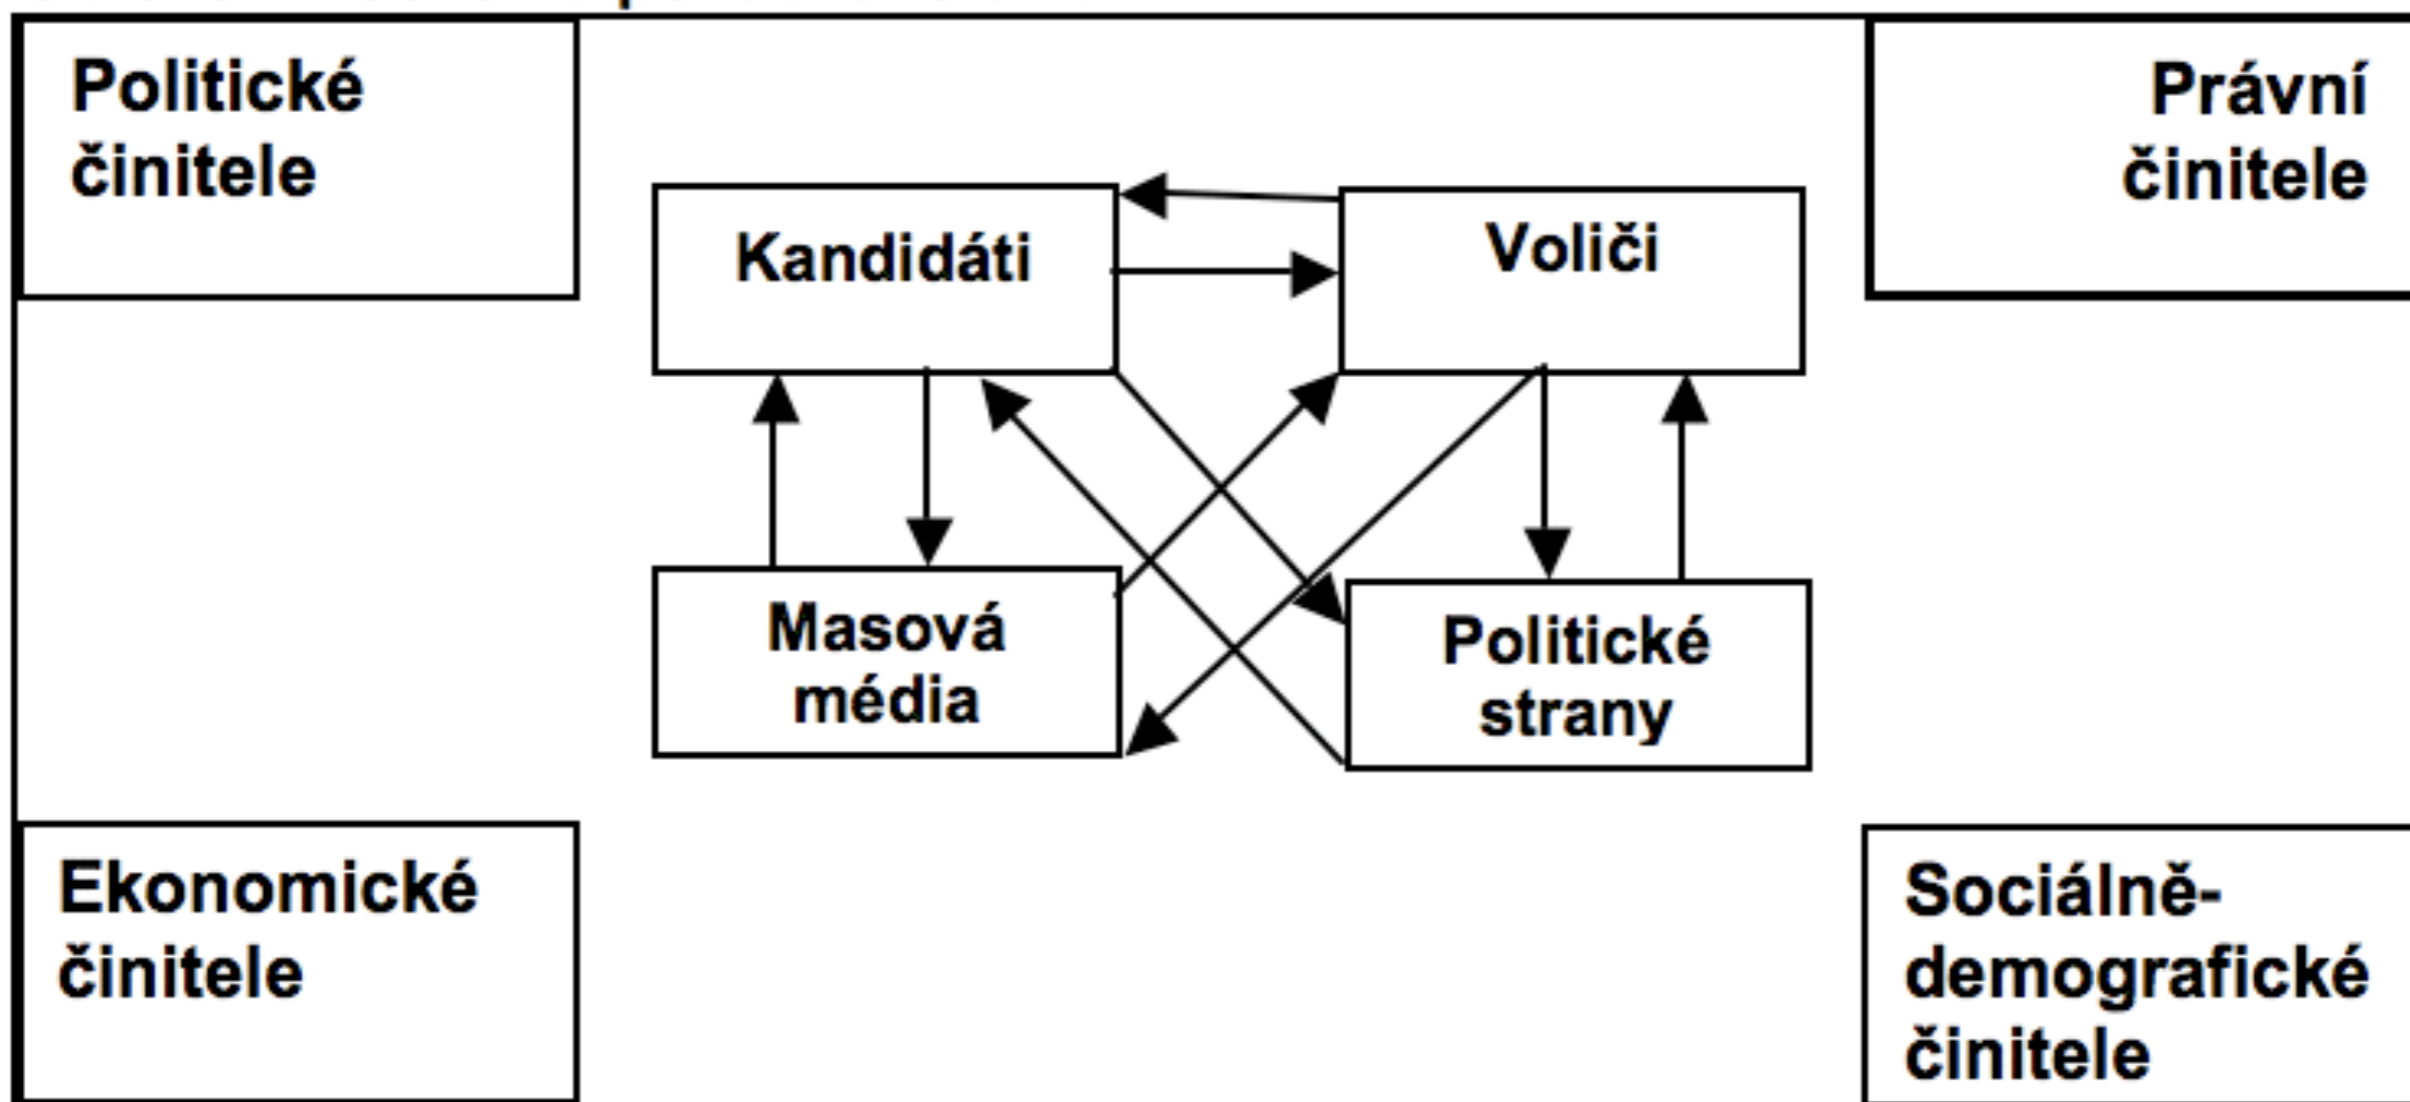 Politické
činitele
Právní
činitele
Kandidáti
Voliči
Masová
média
Politické
strany
Ekonomické
činitele
Sociálně-
demografické
činitele